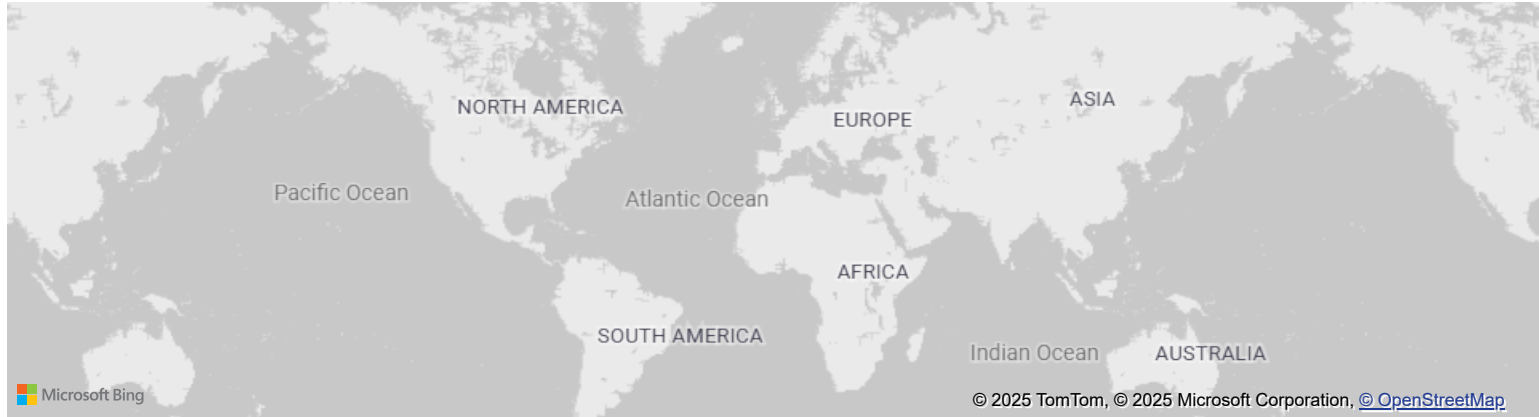 NORTH AMERICA
EUROPE
ASIA
Pacific Ocean
Atlantic Ocean
AFRICA
SOUTH AMERICA
Indian Ocean
AUSTRALIA
Microsoft Bing
© 2025 TomTom, © 2025 Microsoft Corporation, © OpenStreetMap